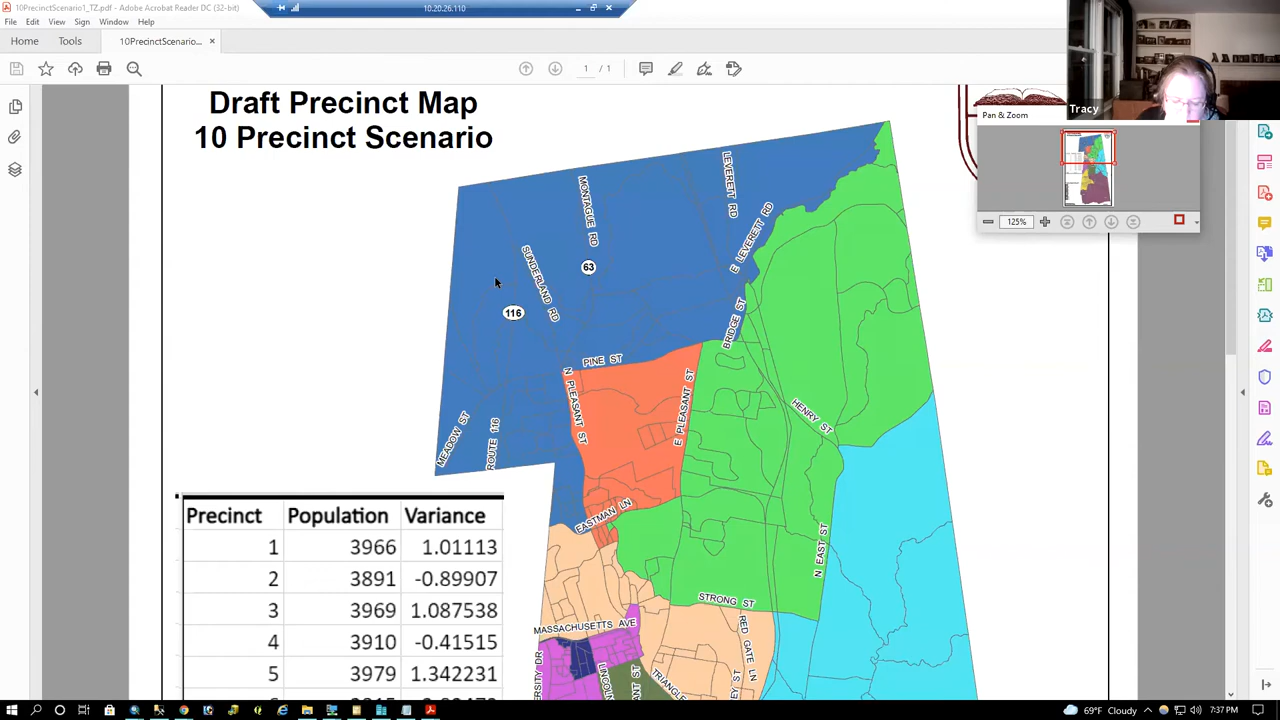 10PrecinctScenario1_TZ.pdf - Adobe Acrobat Reader DC (32-bit)
10.20.26.110
File Edit View Sign Window Help
Home Tools 10PrecinctScenario... ×
1 / 1
Tracy
Pan & Zoom
125%
Draft Precinct Map
10 Precinct Scenario
LEVERETT RD
MONTAGUE RD
E LEVERETT RD
SUNDERLAND RD
63
116
BRIDGE ST
PINE ST
N PLEASANT ST
E PLEASANT ST
HENRY ST
MEADOW ST
ROUTE 116
EASTMAN LN
N EAST ST
STRONG ST
MASSACHUSETTS AVE
RED GATE LN
TRIANGLE
LINCOLN
Precinct Population Variance
1 3966 1.01113
2 3891 -0.89907
3 3969 1.087538
4 3910 -0.41515
5 3979 1.342231
69°F Cloudy 7:37 PM